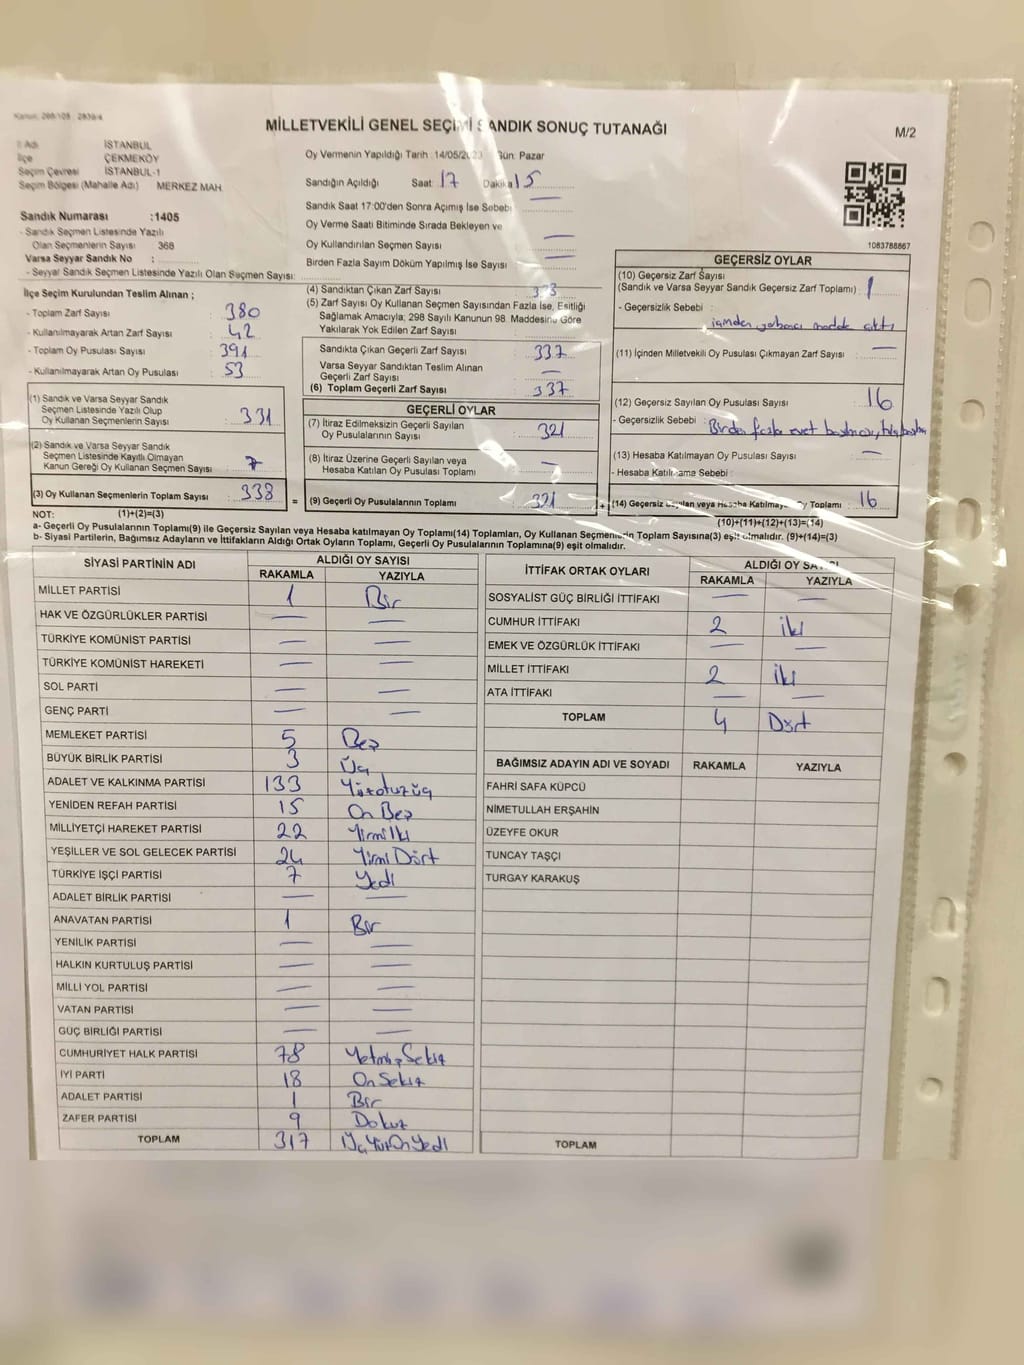 Kanun: 298/105 2839/4
MİLLETVEKİLİ GENEL SEÇİMİ SANDIK SONUÇ TUTANAĞI
M/2
İl Adı İSTANBUL
İlçe ÇEKMEKÖY
Seçim Çevresi İSTANBUL-1
Seçim Bölgesi (Mahalle Adı) MERKEZ MAH
Sandık Numarası :1405
- Sandık Seçmen Listesinde Yazılı
Olan Seçmenlerin Sayısı 368
Varsa Seyyar Sandık No :
- Seyyar Sandık Seçmen Listesinde Yazılı Olan Seçmen Sayısı:
Oy Vermenin Yapıldığı Tarih :14/05/2023 Gün: Pazar
Sandığın Açıldığı Saat 17 Dakika 15
Sandık Saat 17:00'den Sonra Açımış İse Sebebi —
Oy Verme Saati Bitiminde Sırada Bekleyen ve
Oy Kullandırılan Seçmen Sayısı —
Birden Fazla Sayım Döküm Yapılmış İse Sayısı —
1083788867
İlçe Seçim Kurulundan Teslim Alınan ;
- Toplam Zarf Sayısı : 380
- Kullanılmayarak Artan Zarf Sayısı : 42
- Toplam Oy Pusulası Sayısı : 391
- Kullanılmayarak Artan Oy Pusulası : 53
(1) Sandık ve Varsa Seyyar Sandık
Seçmen Listesinde Yazılı Olup
Oy Kullanan Seçmenlerin Sayısı : 331
(2) Sandık ve Varsa Seyyar Sandık
Seçmen Listesinde Kayıtlı Olmayan
Kanun Gereği Oy Kullanan Seçmen Sayısı : 7
(3) Oy Kullanan Seçmenlerin Toplam Sayısı : 338
(4) Sandıktan Çıkan Zarf Sayısı :
(5) Zarf Sayısı Oy Kullanan Seçmen Sayısından Fazla İse, Eşitliği
Sağlamak Amacıyla; 298 Sayılı Kanunun 98. Maddesine Göre
Yakılarak Yok Edilen Zarf Sayısı :
Sandıkta Çıkan Geçerli Zarf Sayısı : 337
Varsa Seyyar Sandıktan Teslim Alınan
Geçerli Zarf Sayısı : —
(6) Toplam Geçerli Zarf Sayısı : 337
GEÇERLİ OYLAR
(7) İtiraz Edilmeksizin Geçerli Sayılan
Oy Pusulalarının Sayısı : 321
(8) İtiraz Üzerine Geçerli Sayılan veya
Hesaba Katılan Oy Pusulası Toplamı : —
= (9) Geçerli Oy Pusulalarının Toplamı : 321 +
GEÇERSİZ OYLAR
(10) Geçersiz Zarf Sayısı
(Sandık ve Varsa Seyyar Sandık Geçersiz Zarf Toplamı) : 1
- Geçersizlik Sebebi :
içinden yabancı madde çıktı
(11) İçinden Milletvekili Oy Pusulası Çıkmayan Zarf Sayısı : —
(12) Geçersiz Sayılan Oy Pusulası Sayısı : 16
- Geçersizlik Sebebi : Birden fazla evet basılması,
(13) Hesaba Katılmayan Oy Pusulası Sayısı : —
- Hesaba Katılmama Sebebi :
(14) Geçersiz Sayılan veya Hesaba Katılmayan Oy Toplamı : 16
NOT: (1)+(2)=(3)
(10)+(11)+(12)+(13)=(14)
a- Geçerli Oy Pusulalarının Toplamı(9) ile Geçersiz Sayılan veya Hesaba katılmayan Oy Toplamı(14) Toplamları, Oy Kullanan Seçmenlerin Toplam Sayısına(3) eşit olmalıdır. (9)+(14)=(3)
b- Siyasi Partilerin, Bağımsız Adayların ve İttifakların Aldığı Ortak Oyların Toplamı, Geçerli Oy Pusulalarının Toplamına(9) eşit olmalıdır.
SİYASİ PARTİNİN ADI ALDIĞI OY SAYISI
RAKAMLA YAZIYLA
MİLLET PARTİSİ 1 Bir
HAK VE ÖZGÜRLÜKLER PARTİSİ — —
TÜRKİYE KOMÜNİST PARTİSİ — —
TÜRKİYE KOMÜNİST HAREKETİ — —
SOL PARTİ — —
GENÇ PARTİ — —
MEMLEKET PARTİSİ 5 Beş
BÜYÜK BİRLİK PARTİSİ 3 Üç
ADALET VE KALKINMA PARTİSİ 133 Yüzotuzüç
YENİDEN REFAH PARTİSİ 15 On Beş
MİLLİYETÇİ HAREKET PARTİSİ 22 Yirmi İki
YEŞİLLER VE SOL GELECEK PARTİSİ 24 Yirmi Dört
TÜRKİYE İŞÇİ PARTİSİ 7 Yedi
ADALET BİRLİK PARTİSİ — —
ANAVATAN PARTİSİ 1 Bir
YENİLİK PARTİSİ — —
HALKIN KURTULUŞ PARTİSİ — —
MİLLİ YOL PARTİSİ — —
VATAN PARTİSİ — —
GÜÇ BİRLİĞİ PARTİSİ — —
CUMHURİYET HALK PARTİSİ 78 Yetmiş Sekiz
İYİ PARTİ 18 On Sekiz
ADALET PARTİSİ 1 Bir
ZAFER PARTİSİ 9 Dokuz
TOPLAM 317 Üç Yüz On Yedi
İTTİFAK ORTAK OYLARI ALDIĞI OY SAYISI
RAKAMLA YAZIYLA
SOSYALİST GÜÇ BİRLİĞİ İTTİFAKI — —
CUMHUR İTTİFAKI 2 iki
EMEK VE ÖZGÜRLÜK İTTİFAKI — —
MİLLET İTTİFAKI 2 iki
ATA İTTİFAKI — —
TOPLAM 4 Dört
BAĞIMSIZ ADAYIN ADI VE SOYADI RAKAMLA YAZIYLA
FAHRİ SAFA KÜPCÜ
NİMETULLAH ERŞAHİN
ÜZEYFE OKUR
TUNCAY TAŞÇI
TURGAY KARAKUŞ
TOPLAM